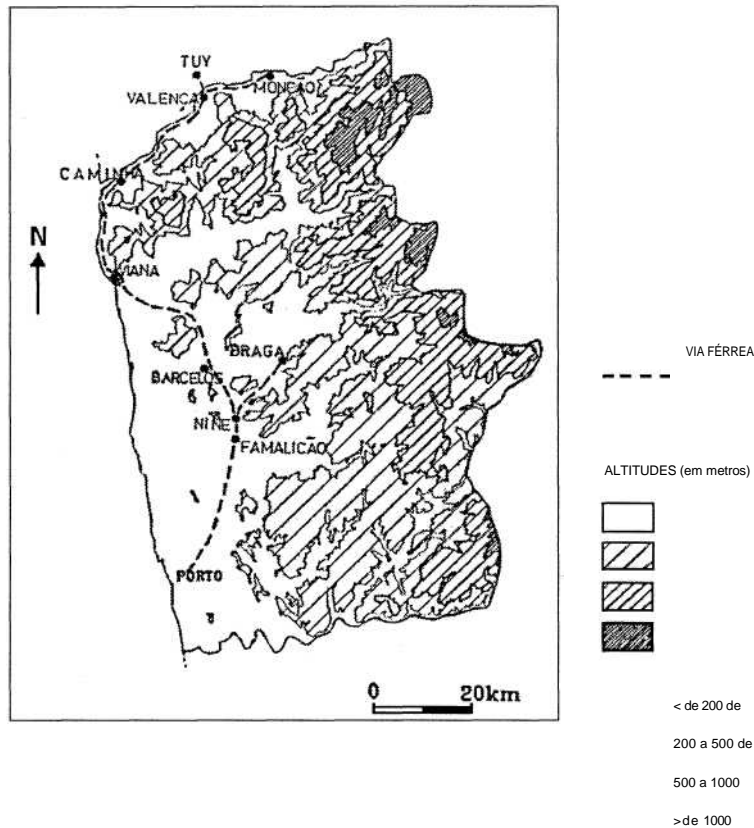 TUY
MONÇÃO
VALENÇA
CAMINHA
N
VIANA
BRAGA
BARCELOS
NINE
FAMALICÃO
PORTO
0 20km
VIA FÉRREA
ALTITUDES (em metros)
< de 200 de
200 a 500 de
500 a 1000
> de 1000